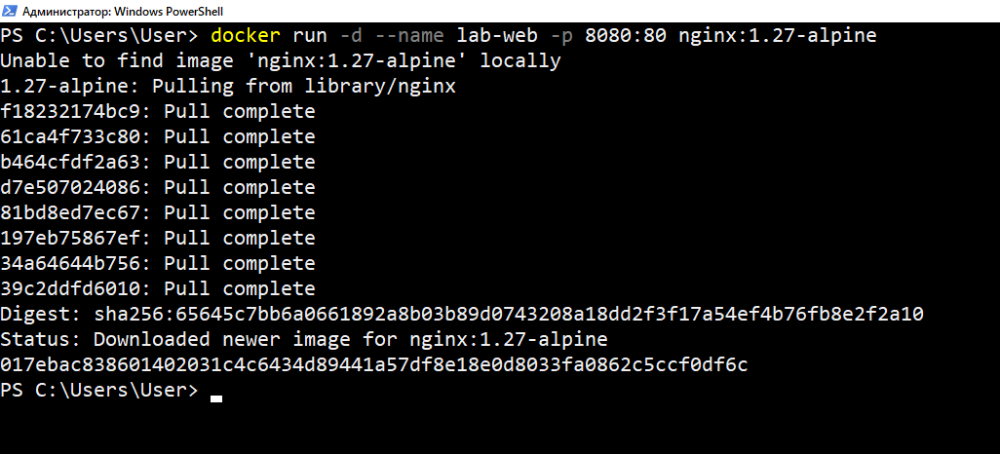 Администратор: Windows PowerShell
PS C:\Users\User> docker run -d --name lab-web -p 8080:80 nginx:1.27-alpine
Unable to find image 'nginx:1.27-alpine' locally
1.27-alpine: Pulling from library/nginx
f18232174bc9: Pull complete
61ca4f733c80: Pull complete
b464cfdf2a63: Pull complete
d7e507024086: Pull complete
81bd8ed7ec67: Pull complete
197eb75867ef: Pull complete
34a64644b756: Pull complete
39c2ddfd6010: Pull complete
Digest: sha256:65645c7bb6a0661892a8b03b89d0743208a18dd2f3f17a54ef4b76fb8e2f2a10
Status: Downloaded newer image for nginx:1.27-alpine
017ebac838601402031c4c6434d89441a57df8e18e0d8033fa0862c5ccf0df6c
PS C:\Users\User>